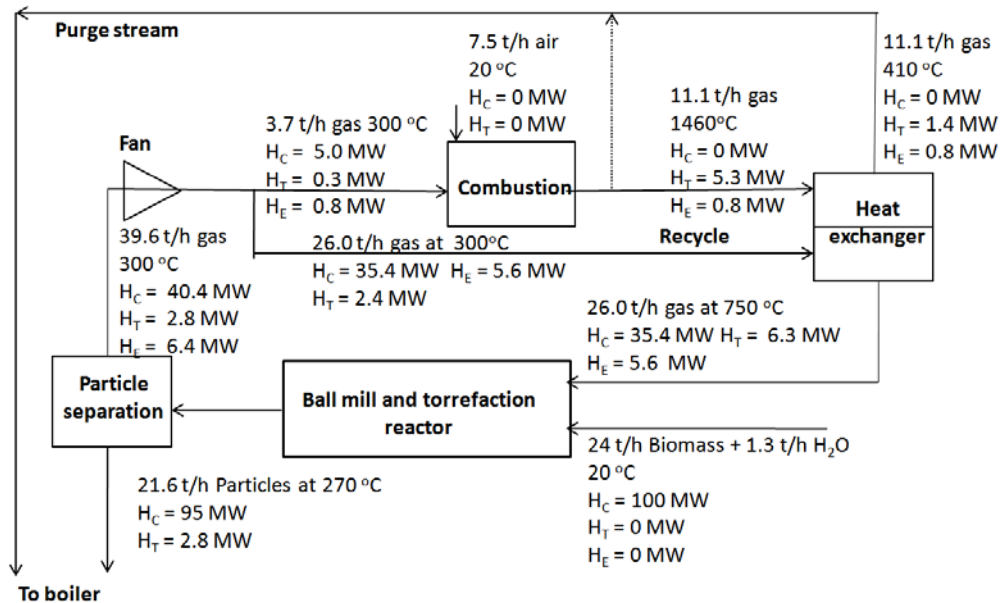 Purge stream
7.5 t/h air
20 °C
H_C = 0 MW
H_T = 0 MW
11.1 t/h gas
410 °C
H_C = 0 MW
H_T = 1.4 MW
H_E = 0.8 MW
11.1 t/h gas
1460°C
H_C = 0 MW
H_T = 5.3 MW
H_E = 0.8 MW
3.7 t/h gas 300 °C
H_C = 5.0 MW
H_T = 0.3 MW
H_E = 0.8 MW
Fan
Combustion
Heat
exchanger
39.6 t/h gas
300 °C
H_C = 40.4 MW
H_T = 2.8 MW
H_E = 6.4 MW
26.0 t/h gas at 300°C
H_C = 35.4 MW H_E = 5.6 MW
H_T = 2.4 MW
Recycle
26.0 t/h gas at 750 °C
H_C = 35.4 MW H_T = 6.3 MW
H_E = 5.6 MW
Particle
separation
Ball mill and torrefaction
reactor
24 t/h Biomass + 1.3 t/h H₂O
20 °C
H_C = 100 MW
H_T = 0 MW
H_E = 0 MW
21.6 t/h Particles at 270 °C
H_C = 95 MW
H_T = 2.8 MW
To boiler